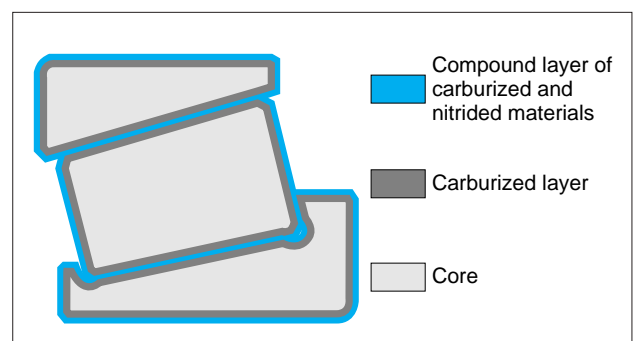 Compound layer of
carburized and
nitrided materials
Carburized layer
Core